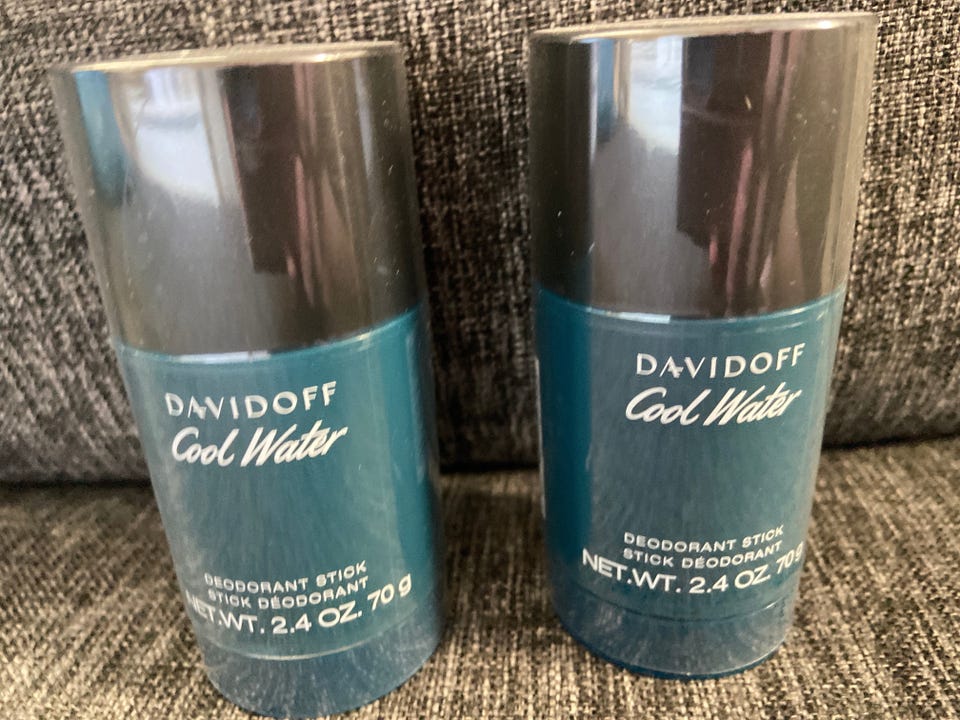 DAVIDOFF
Cool Water
DEODORANT STICK
STICK DÉODORANT
NET.WT. 2.4 OZ. 70 g
DAVIDOFF
Cool Water
DEODORANT STICK
STICK DÉODORANT
NET.WT. 2.4 OZ. 70 g